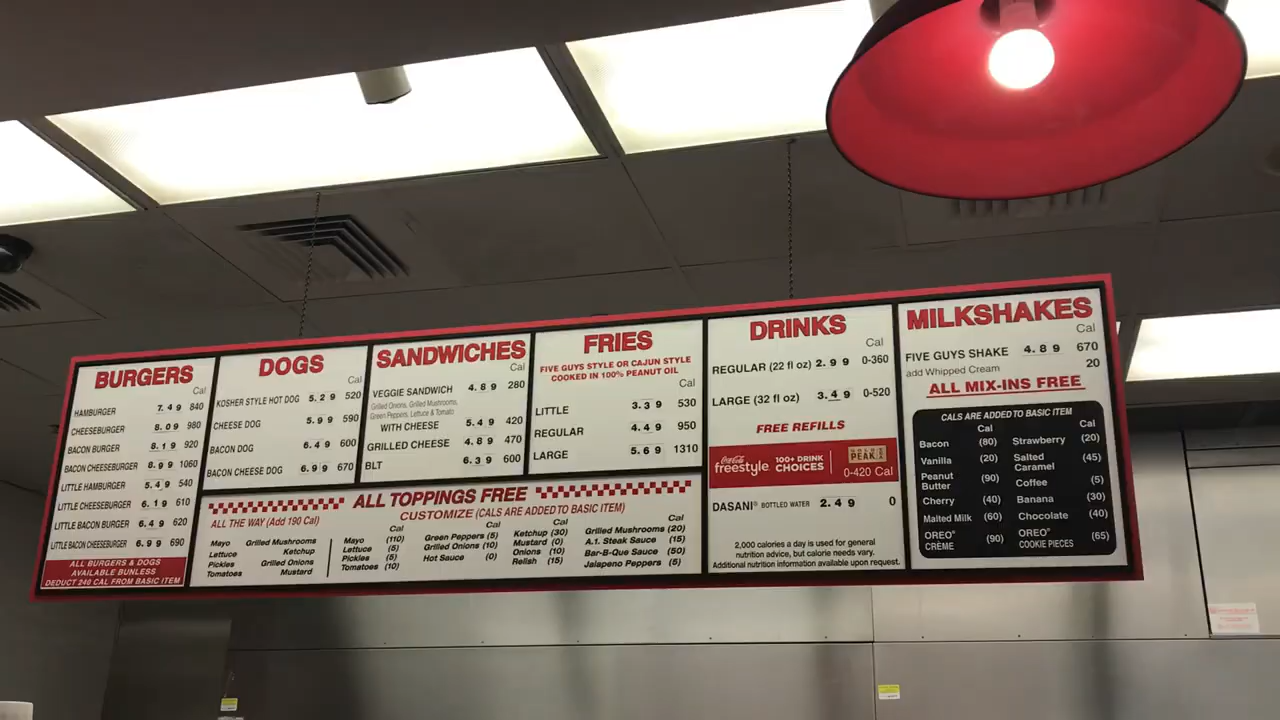 BURGERS
Cal
HAMBURGER 7.49 840
CHEESEBURGER 8.09 980
BACON BURGER 8.19 920
BACON CHEESEBURGER 8.99 1060
LITTLE HAMBURGER 5.49 540
LITTLE CHEESEBURGER 6.19 610
LITTLE BACON BURGER 6.49 620
LITTLE BACON CHEESEBURGER 6.99 690
ALL BURGERS & DOGS
AVAILABLE BUNLESS
DEDUCT 240 CAL FROM BASIC ITEM
DOGS
Cal
KOSHER STYLE HOT DOG 5.29 520
CHEESE DOG 5.99 590
BACON DOG 6.49 600
BACON CHEESE DOG 6.99 670
SANDWICHES
Cal
VEGGIE SANDWICH 4.89 280
Grilled Onions, Grilled Mushrooms,
Green Peppers, Lettuce & Tomato
WITH CHEESE 5.49 420
GRILLED CHEESE 4.89 470
BLT 6.39 600
FRIES
FIVE GUYS STYLE OR CAJUN STYLE
COOKED IN 100% PEANUT OIL
Cal
LITTLE 3.39 530
REGULAR 4.49 950
LARGE 5.69 1310
ALL TOPPINGS FREE
CUSTOMIZE (CALS ARE ADDED TO BASIC ITEM)
ALL THE WAY (Add 190 Cal)
Mayo Grilled Mushrooms
Lettuce Ketchup
Pickles Grilled Onions
Tomatoes Mustard
Cal
Mayo (110)
Lettuce (5)
Pickles (5)
Tomatoes (10)
Cal
Green Peppers (5)
Grilled Onions (10)
Hot Sauce (0)
Cal
Ketchup (30)
Mustard (0)
Onions (10)
Relish (15)
Cal
Grilled Mushrooms (20)
A.1. Steak Sauce (15)
Bar-B-Que Sauce (50)
Jalapeno Peppers (5)
DRINKS
Cal
REGULAR (22 fl oz) 2.99 0-360
LARGE (32 fl oz) 3.49 0-520
FREE REFILLS
Coca-Cola
freestyle
100+ DRINK
CHOICES
GOLD PEAK
0-420 Cal
DASANI® BOTTLED WATER 2.49 0
2,000 calories a day is used for general
nutrition advice, but calorie needs vary.
Additional nutrition information available upon request.
MILKSHAKES
Cal
FIVE GUYS SHAKE 4.89 670
add Whipped Cream 20
ALL MIX-INS FREE
CALS ARE ADDED TO BASIC ITEM
Cal
Bacon (80)
Vanilla (20)
Peanut
Butter (90)
Cherry (40)
Malted Milk (60)
OREO®
CRÈME (90)
Cal
Strawberry (20)
Salted
Caramel (45)
Coffee (5)
Banana (30)
Chocolate (40)
OREO®
COOKIE PIECES (65)